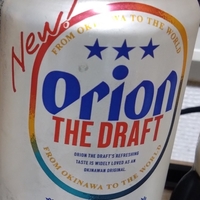 New!
FROM OKINAWA TO THE WORLD
Orion
THE DRAFT
ORION THE DRAFT'S REFRESHING
TASTE IS WIDELY LOVED AS AN
OKINAWAN ORIGINAL
FROM OKINAWA TO THE WORLD